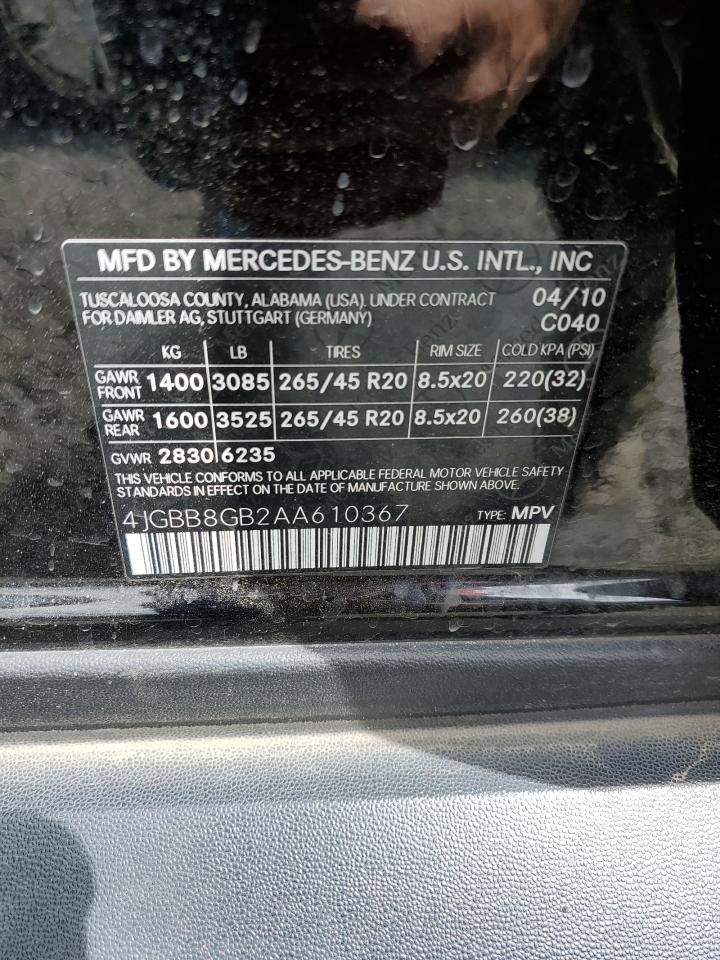 MFD BY MERCEDES-BENZ U.S. INTL., INC
TUSCALOOSA COUNTY, ALABAMA (USA). UNDER CONTRACT 04/10
FOR DAIMLER AG, STUTTGART (GERMANY) C040
KG LB TIRES RIM SIZE COLD KPA (PSI)
GAWR FRONT 1400 3085 265/45 R20 8.5x20 220(32)
GAWR REAR 1600 3525 265/45 R20 8.5x20 260(38)
GVWR 2830 6235
THIS VEHICLE CONFORMS TO ALL APPLICABLE FEDERAL MOTOR VEHICLE SAFETY
STANDARDS IN EFFECT ON THE DATE OF MANUFACTURE SHOWN ABOVE.
4JGBB8GB2AA610367 TYPE: MPV